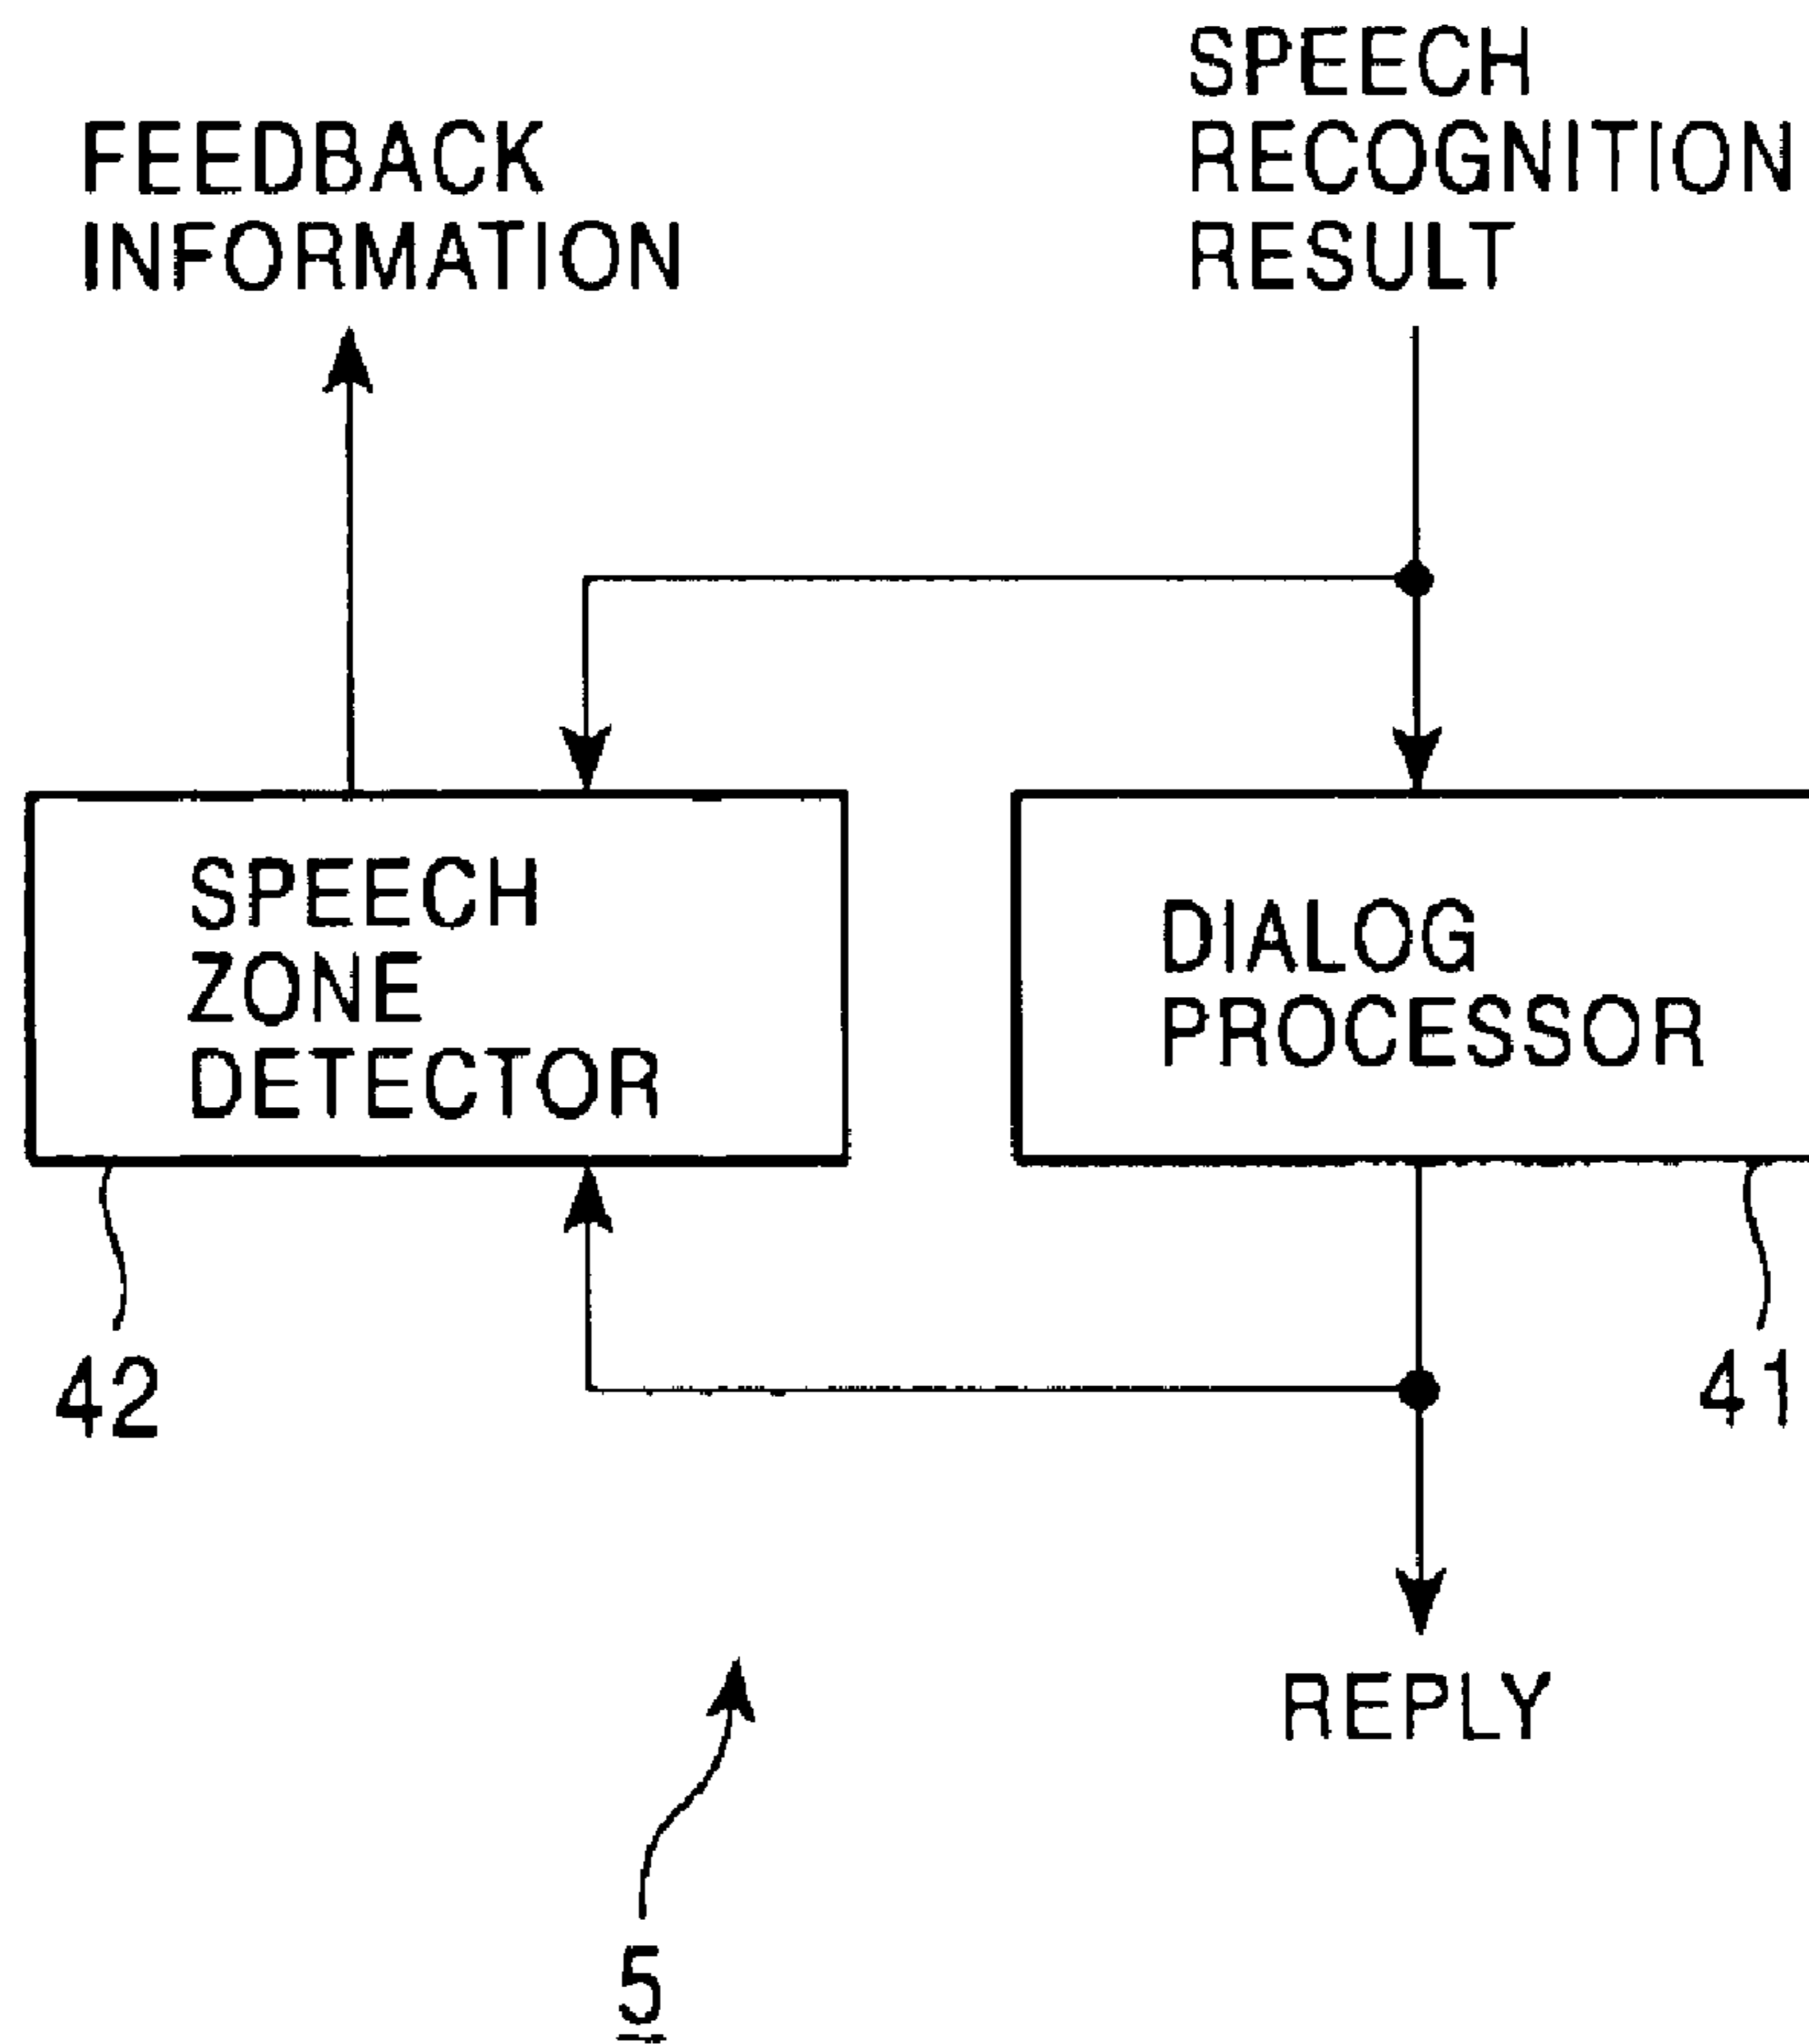 FEEDBACK
INFORMATION
SPEECH
RECOGNITION
RESULT
SPEECH
ZONE
DETECTOR
DIALOG
PROCESSOR
42
41
REPLY
5